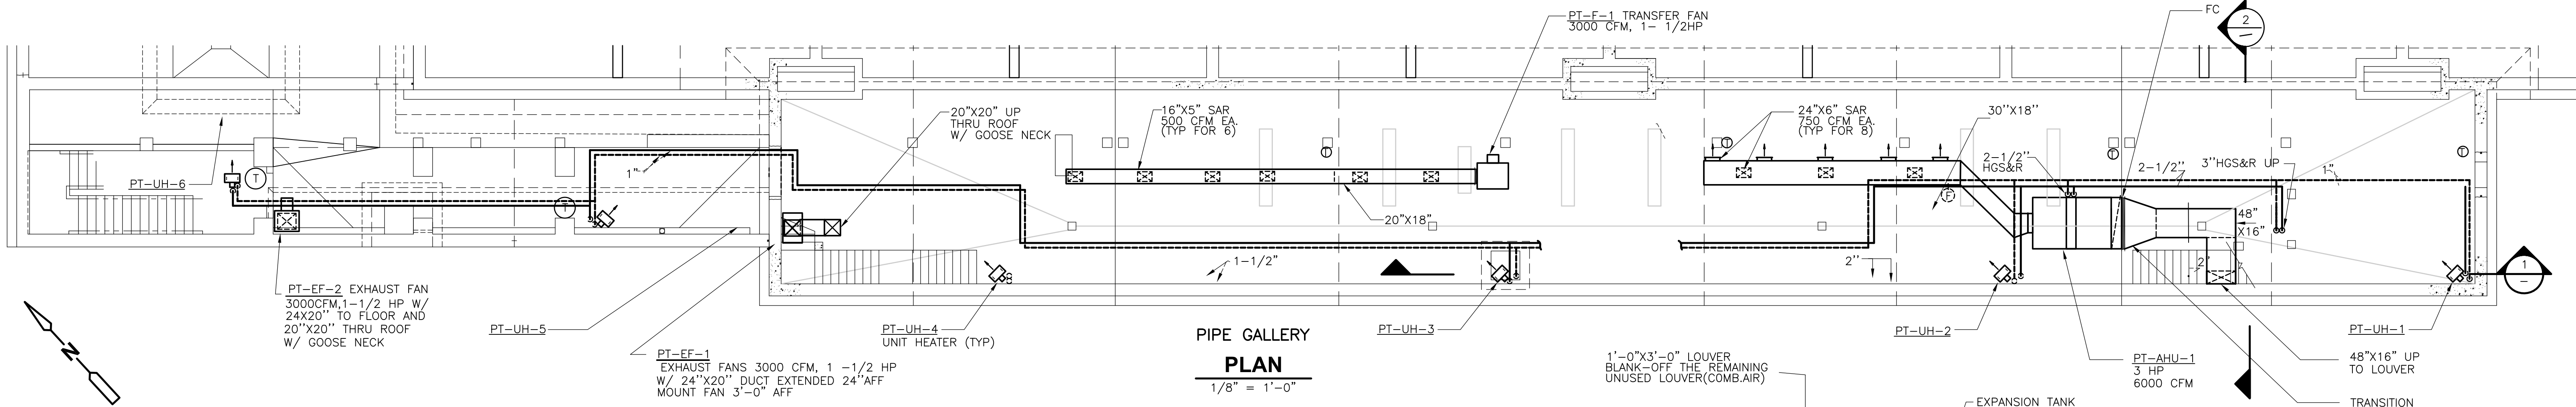 PT-F-1 TRANSFER FAN
3000 CFM, 1- 1/2HP
FC
2
20"X20" UP
THRU ROOF
W/ GOOSE NECK
16"X5" SAR
500 CFM EA.
(TYP FOR 6)
24"X6" SAR
750 CFM EA.
(TYP FOR 8)
30''X18''
2-1/2''
HGS&R
3''HGS&R UP
2-1/2''
1"
T
T
T
T
PT-UH-6
T
1"
T
20"X18"
F
48"
X16"
1-1/2"
2''
2'
1
PT-EF-2 EXHAUST FAN
3000CFM,1-1/2 HP W/
24X20'' TO FLOOR AND
20''X20'' THRU ROOF
W/ GOOSE NECK
PT-UH-5
PT-EF-1
EXHAUST FANS 3000 CFM, 1 -1/2 HP
W/ 24''X20'' DUCT EXTENDED 24''AFF
MOUNT FAN 3'-0" AFF
PT-UH-4
UNIT HEATER (TYP)
PIPE GALLERY
PLAN
1/8" = 1'-0"
PT-UH-3
1'-0"X3'-0" LOUVER
BLANK-OFF THE REMAINING
UNUSED LOUVER(COMB.AIR)
PT-UH-2
PT-AHU-1
3 HP
6000 CFM
PT-UH-1
48"X16" UP
TO LOUVER
EXPANSION TANK
TRANSITION
N